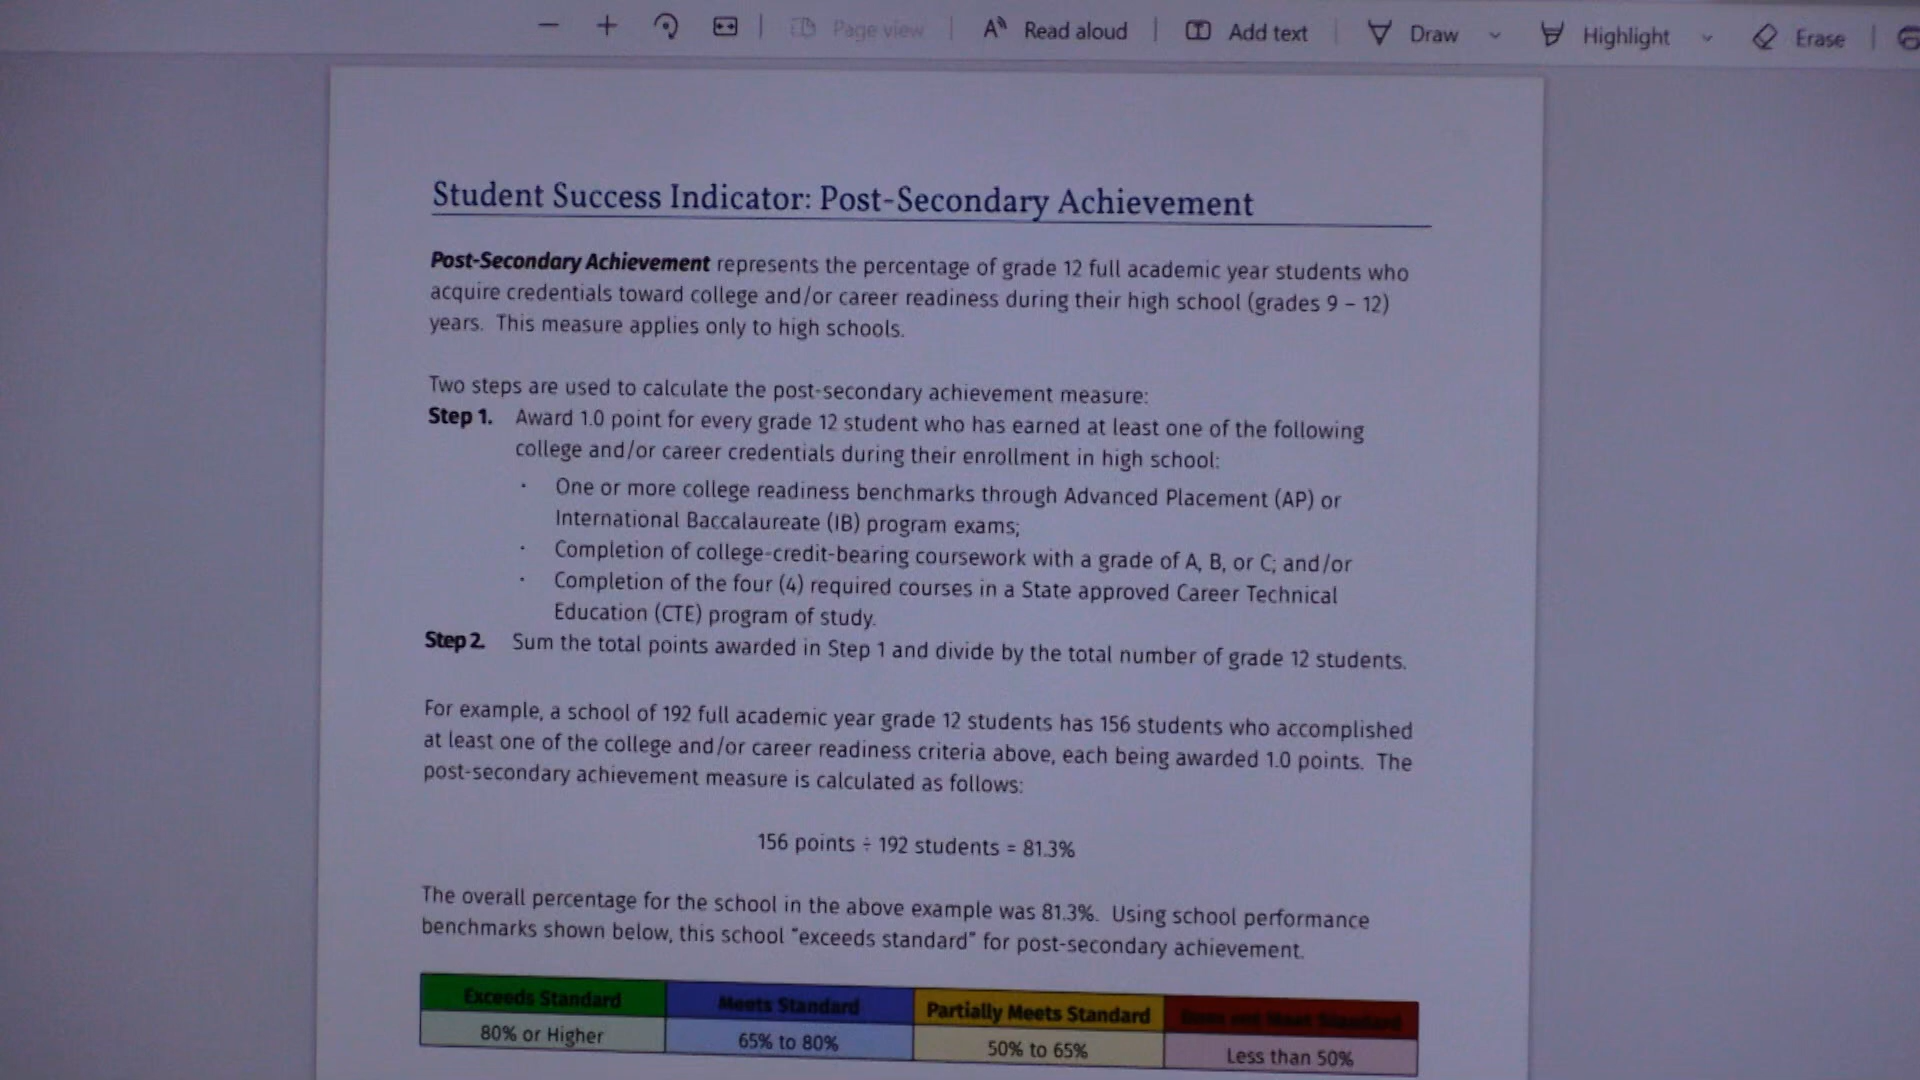 Page view
Read aloud
Add text
Draw
Highlight
Erase
Student Success Indicator: Post-Secondary Achievement
Post-Secondary Achievement represents the percentage of grade 12 full academic year students who
acquire credentials toward college and/or career readiness during their high school (grades 9 – 12)
years. This measure applies only to high schools.
Two steps are used to calculate the post-secondary achievement measure:
Step 1. Award 1.0 point for every grade 12 student who has earned at least one of the following
college and/or career credentials during their enrollment in high school:
· One or more college readiness benchmarks through Advanced Placement (AP) or
International Baccalaureate (IB) program exams;
· Completion of college-credit-bearing coursework with a grade of A, B, or C; and/or
· Completion of the four (4) required courses in a State approved Career Technical
Education (CTE) program of study.
Step 2. Sum the total points awarded in Step 1 and divide by the total number of grade 12 students.
For example, a school of 192 full academic year grade 12 students has 156 students who accomplished
at least one of the college and/or career readiness criteria above, each being awarded 1.0 points. The
post-secondary achievement measure is calculated as follows:
156 points ÷ 192 students = 81.3%
The overall percentage for the school in the above example was 81.3%. Using school performance
benchmarks shown below, this school "exceeds standard" for post-secondary achievement.
Exceeds Standard Meets Standard Partially Meets Standard Does not Meet Standard
80% or Higher 65% to 80% 50% to 65% Less than 50%